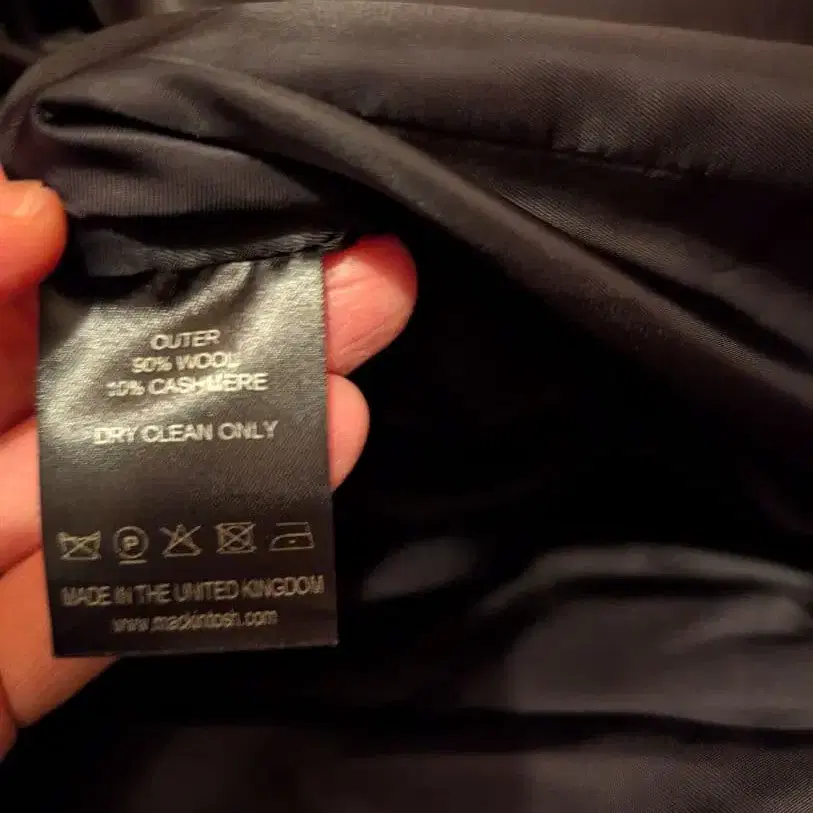 OUTER
90% WOOL
10% CASHMERE
DRY CLEAN ONLY
P
MADE IN THE UNITED KINGDOM
www.mackintosh.com